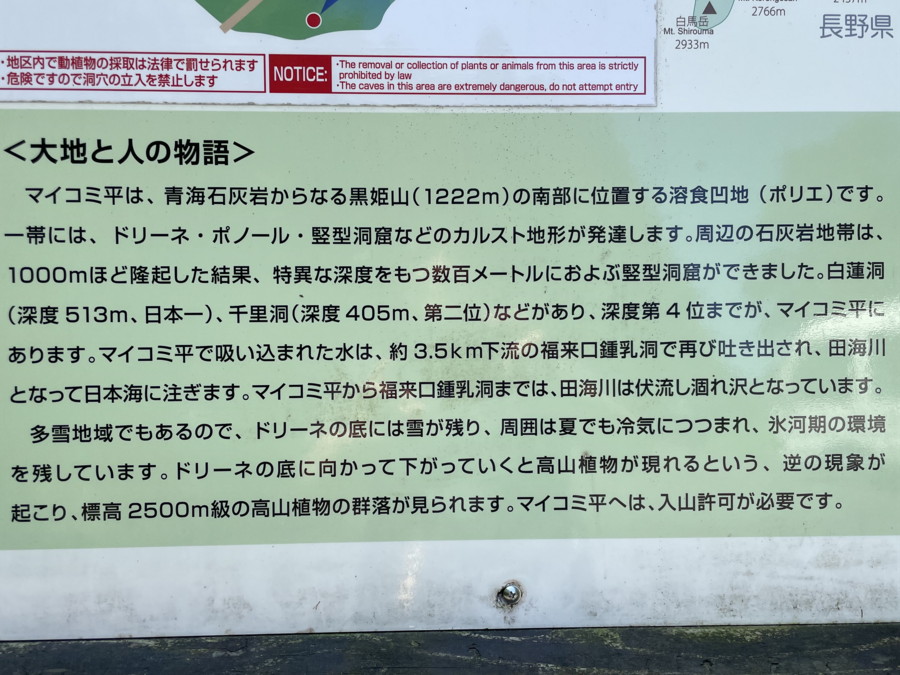 白馬岳
Mt. Shirouma
2933m
2766m
長野県
・地区内で動植物の採取は法律で罰せられます
・危険ですので洞穴の立入を禁止します
NOTICE:
・The removal or collection of plants or animals from this area is strictly
prohibited by law
・The caves in this area are extremely dangerous, do not attempt entry
<大地と人の物語>
マイコミ平は、青海石灰岩からなる黒姫山(1222m)の南部に位置する溶食凹地(ポリエ)です。
一帯には、ドリーネ・ポノール・竪型洞窟などのカルスト地形が発達します。周辺の石灰岩地帯は、
1000mほど隆起した結果、特異な深度をもつ数百メートルにおよぶ竪型洞窟ができました。白蓮洞
(深度513m、日本一)、千里洞(深度405m、第二位)などがあり、深度第4位までが、マイコミ平に
あります。マイコミ平で吸い込まれた水は、約3.5km下流の福来口鍾乳洞で再び吐き出され、田海川
となって日本海に注ぎます。マイコミ平から福来口鍾乳洞までは、田海川は伏流し涸れ沢となっています。
多雪地域でもあるので、ドリーネの底には雪が残り、周囲は夏でも冷気につつまれ、氷河期の環境
を残しています。ドリーネの底に向かって下がっていくと高山植物が現れるという、逆の現象が
起こり、標高2500m級の高山植物の群落が見られます。マイコミ平へは、入山許可が必要です。